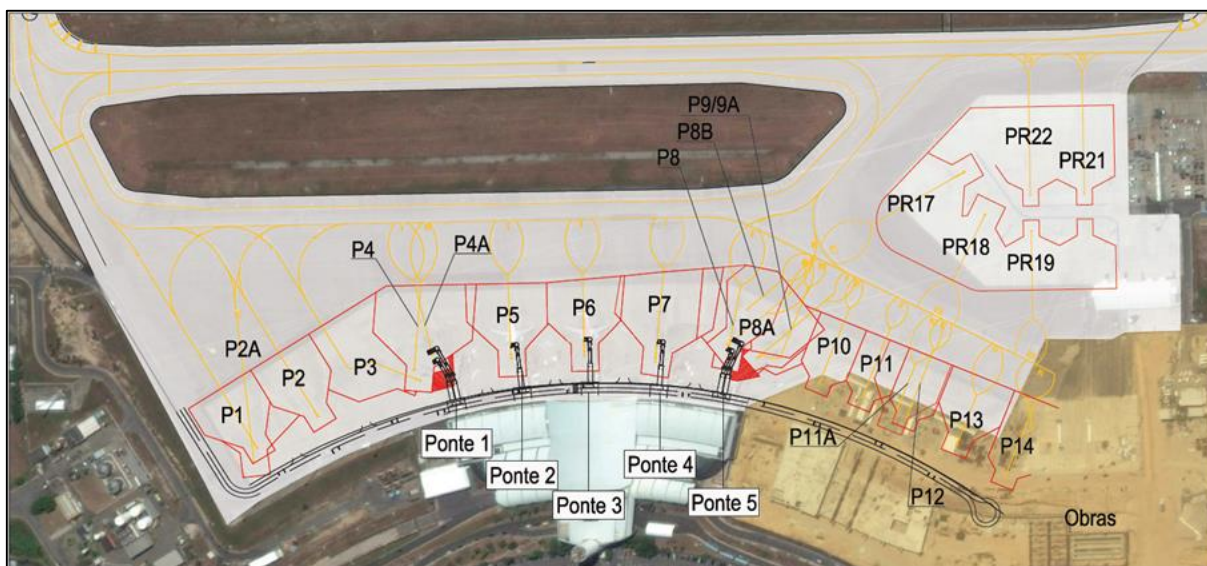 P9/9A
P8B
P8
PR22
PR21
PR17
PR18
PR19
P4
P4A
P5
P6
P7
P8A
P2A
P3
P2
P1
P10
P11
P13
P14
P11A
P12
Ponte 1
Ponte 2
Ponte 3
Ponte 4
Ponte 5
Obras